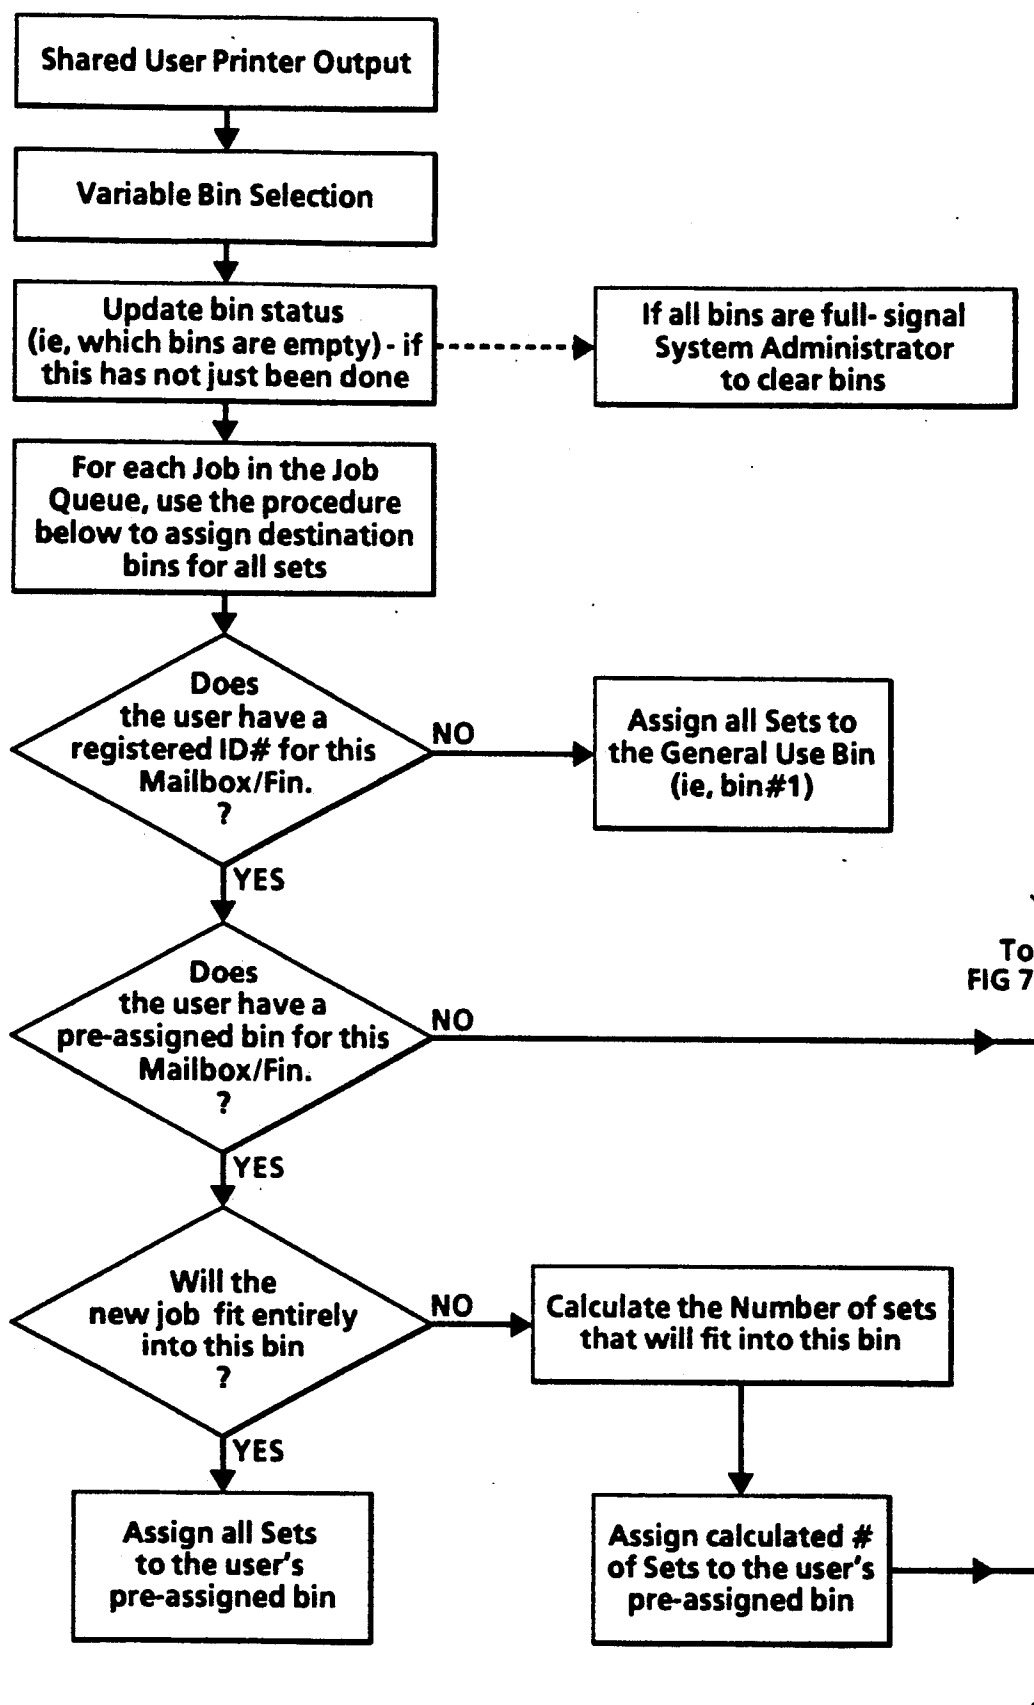 Shared User Printer Output
Variable Bin Selection
Update bin status
(ie, which bins are empty) - if
this has not just been done
If all bins are full- signal
System Administrator
to clear bins
For each Job in the Job
Queue, use the procedure
below to assign destination
bins for all sets
Does
the user have a
registered ID# for this
Mailbox/Fin.
?
NO
Assign all Sets to
the General Use Bin
(ie, bin#1)
YES
Does
the user have a
pre-assigned bin for this
Mailbox/Fin.
?
NO
To
FIG 7
YES
Will the
new job fit entirely
into this bin
?
NO
Calculate the Number of sets
that will fit into this bin
YES
Assign all Sets
to the user's
pre-assigned bin
Assign calculated #
of Sets to the user's
pre-assigned bin